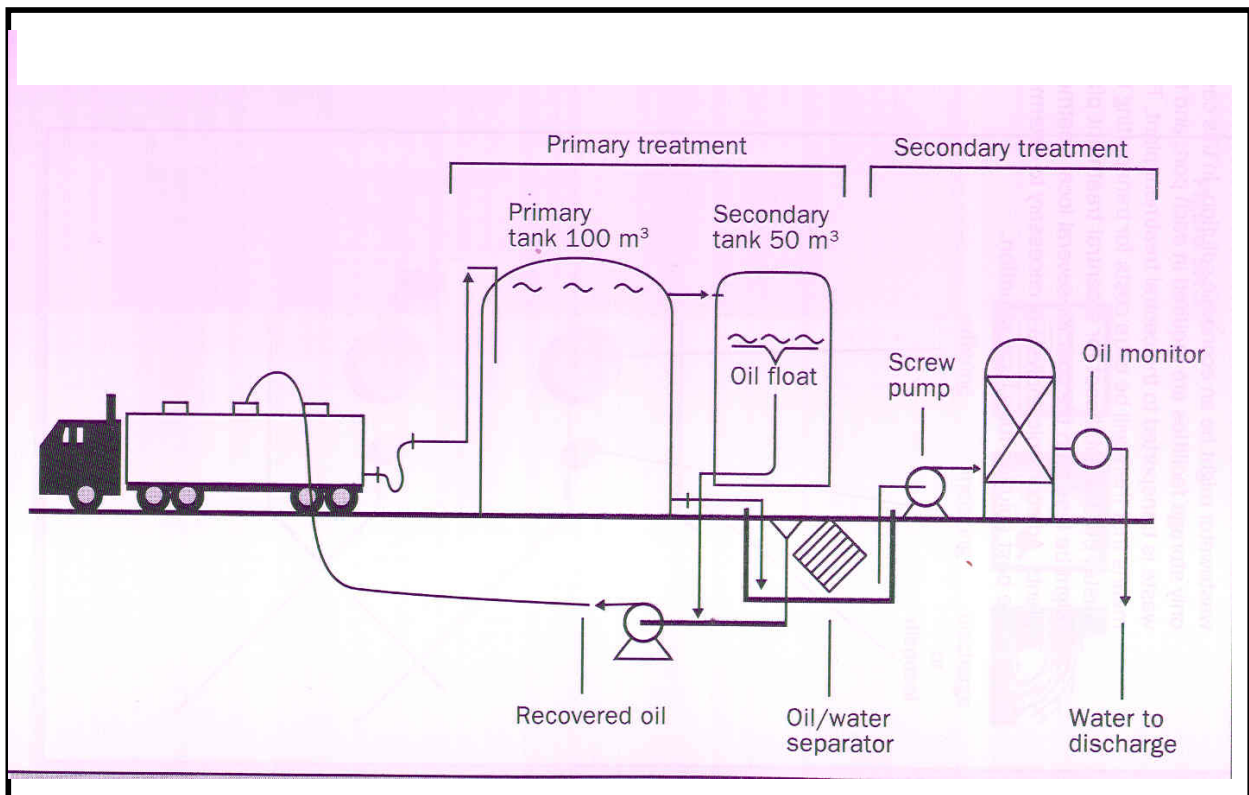 Primary treatment
Secondary treatment
Primary
tank 100 m³
Secondary
tank 50 m³
Oil float
Screw
pump
Oil monitor
Recovered oil
Oil/water
separator
Water to
discharge